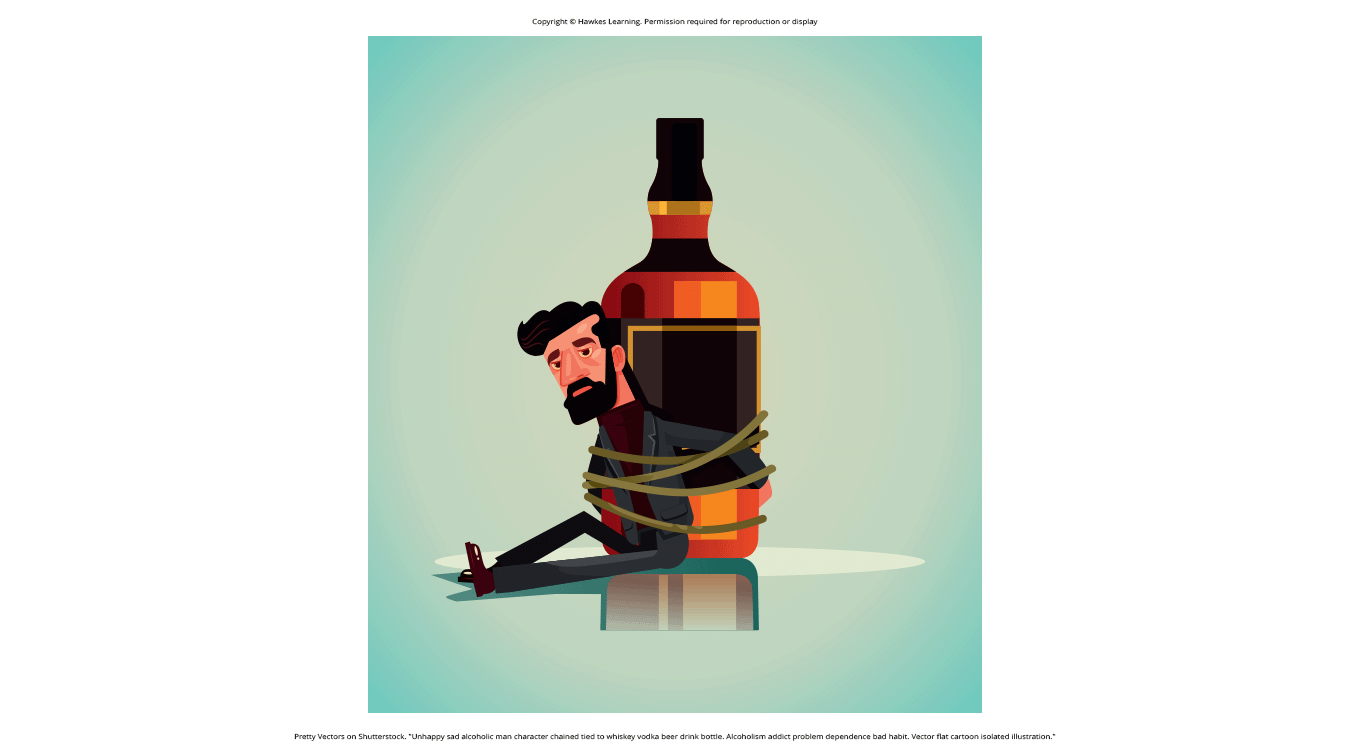 Copyright © Hawkes Learning. Permission required for reproduction or display
Pretty Vectors on Shutterstock. "Unhappy sad alcoholic man character chained tied to whiskey vodka beer drink bottle. Alcoholism addict problem dependence bad habit. Vector flat cartoon isolated illustration."